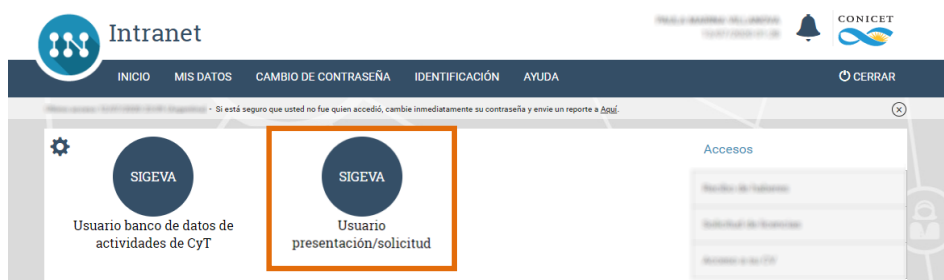 Intranet
CONICET
INICIO MIS DATOS CAMBIO DE CONTRASEÑA IDENTIFICACIÓN AYUDA CERRAR
- Si está seguro que usted no fue quien accedió, cambie inmediatamente su contraseña y envie un reporte a Aquí.
Accesos
SIGEVA
Usuario banco de datos de
actividades de CyT
SIGEVA
Usuario
presentación/solicitud